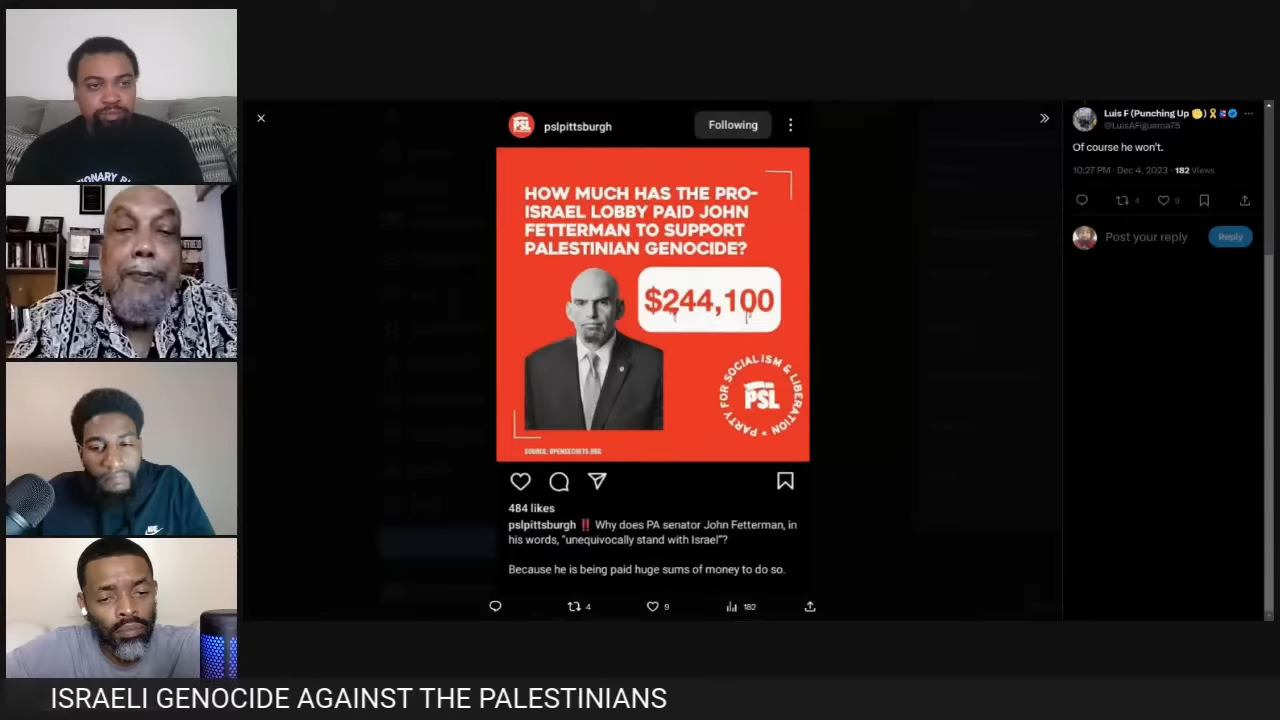 PSL
pslpittsburgh
Following
HOW MUCH HAS THE PRO-
ISRAEL LOBBY PAID JOHN
FETTERMAN TO SUPPORT
PALESTINIAN GENOCIDE?
$244,100
PARTY FOR SOCIALISM & LIBERATION
PSL
SOURCE: OPENSECRETS.ORG
484 likes
pslpittsburgh ‼️ Why does PA senator John Fetterman, in
his words, "unequivocally stand with Israel"?
Because he is being paid huge sums of money to do so.
4
9
182
Luis F (Punching Up
@LuisAFigueroa75
Of course he won't.
10:27 PM · Dec 4, 2023 · 182 Views
4
9
Post your reply
Reply
ISRAELI GENOCIDE AGAINST THE PALESTINIANS